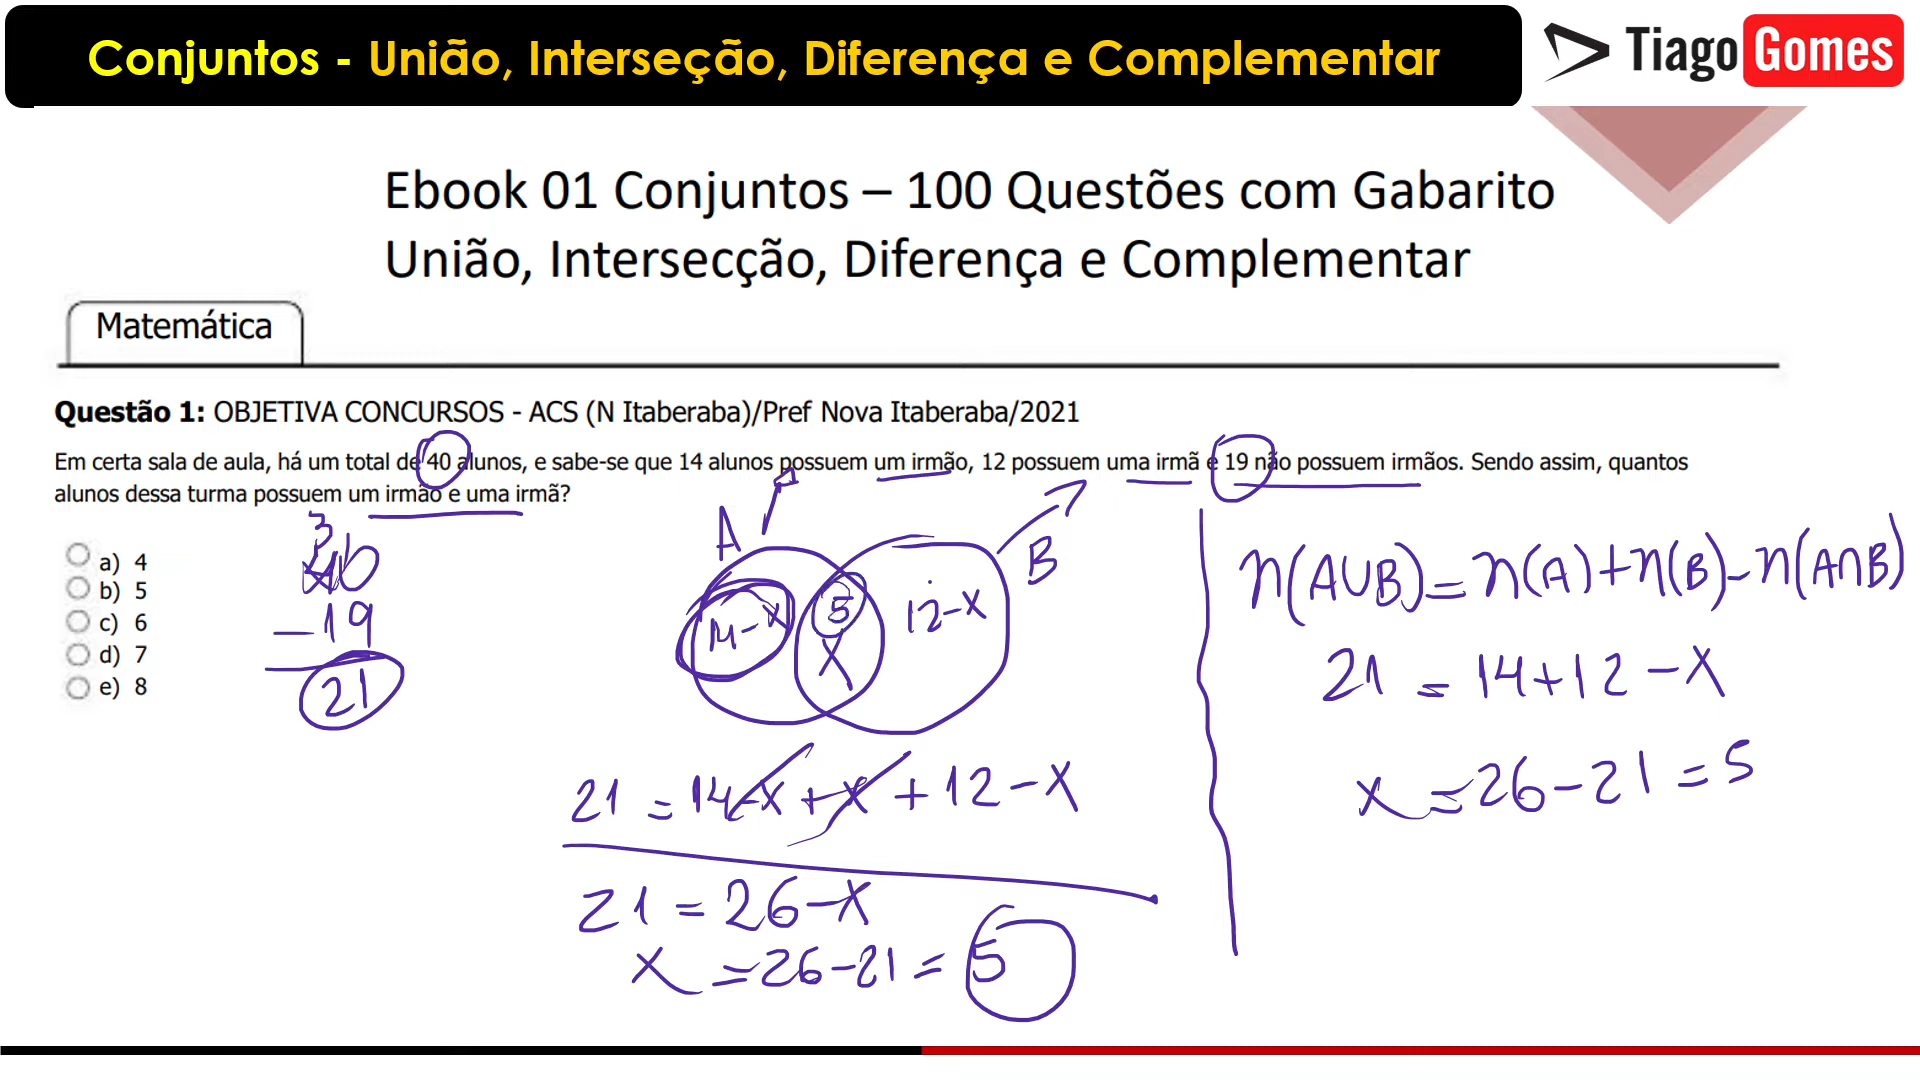 Conjuntos - União, Interseção, Diferença e Complementar
Tiago Gomes
Ebook 01 Conjuntos – 100 Questões com Gabarito
União, Intersecção, Diferença e Complementar
Matemática
Questão 1: OBJETIVA CONCURSOS - ACS (N Itaberaba)/Pref Nova Itaberaba/2021
Em certa sala de aula, há um total de 40 alunos, e sabe-se que 14 alunos possuem um irmão, 12 possuem uma irmã e 19 não possuem irmãos. Sendo assim, quantos
alunos dessa turma possuem um irmão e uma irmã?
a) 4
b) 5
c) 6
d) 7
e) 8
3
40
-19
21
A
B
14-x
5
x
12-x
21 = 14-x+x+12-x
21 = 26-x
x = 26-21 = 5
n(A∪B)=n(A)+n(B)-n(A∩B)
21 = 14+12-x
x = 26-21 = 5